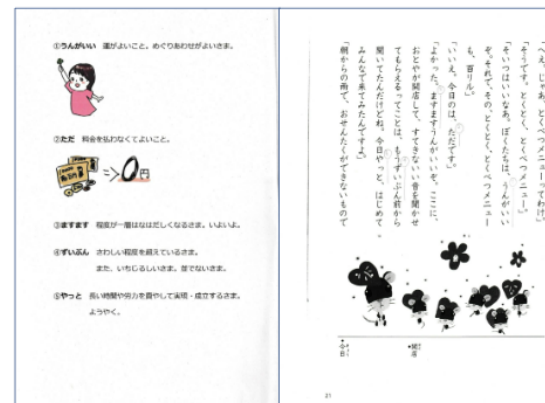 ①うんがいい 運がよいこと。めぐりあわせがよいさま。
②ただ 料金を払わなくてよいこと。
円
③ますます 程度が一層はなはだしくなるさま。いよいよ。
④ずいぶん ふさわしい程度を超えているさま。
また、いちじるしいさま。並でないさま。
⑤やっと 長い時間や労力を費やして実現・成立するさま。
ようやく。
「へえ、じゃあ、とくべつメニューってわけ。」
「そうです。とくとく、とくべつメニュー。」
「そいつはいいなあ。ぼくたちは、うんがいい
ぞ。それで、その、とくとく、とくべつメニュー
も、百リル。」
「いいえ。今日のは、ただです。」
「よかった。ますますうんがいいぞ。ここに、
おとやが開店して、すてきないい音を聞かせ
てもらえるってことは、もうずいぶん前から
聞いてたんだけどね。今日やっと、はじめて
みんなで来てみたんですよ。」
「朝からの雨で、おせんたくができないもので
開店
今日
21